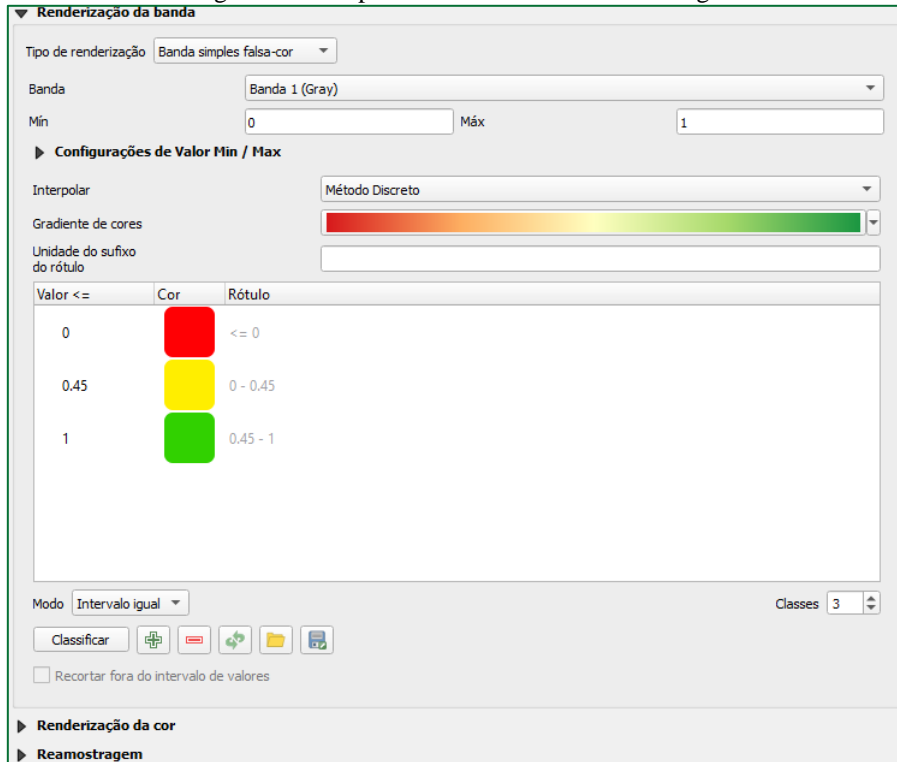 Renderização da banda
Tipo de renderização Banda simples falsa-cor
Banda Banda 1 (Gray)
Mín 0 Máx 1
Configurações de Valor Min / Max
Interpolar Método Discreto
Gradiente de cores
Unidade do sufixo
do rótulo
Valor <= Cor Rótulo
0 <= 0
0.45 0 - 0.45
1 0.45 - 1
Modo Intervalo igual Classes 3
Classificar
Recortar fora do intervalo de valores
Renderização da cor
Reamostragem